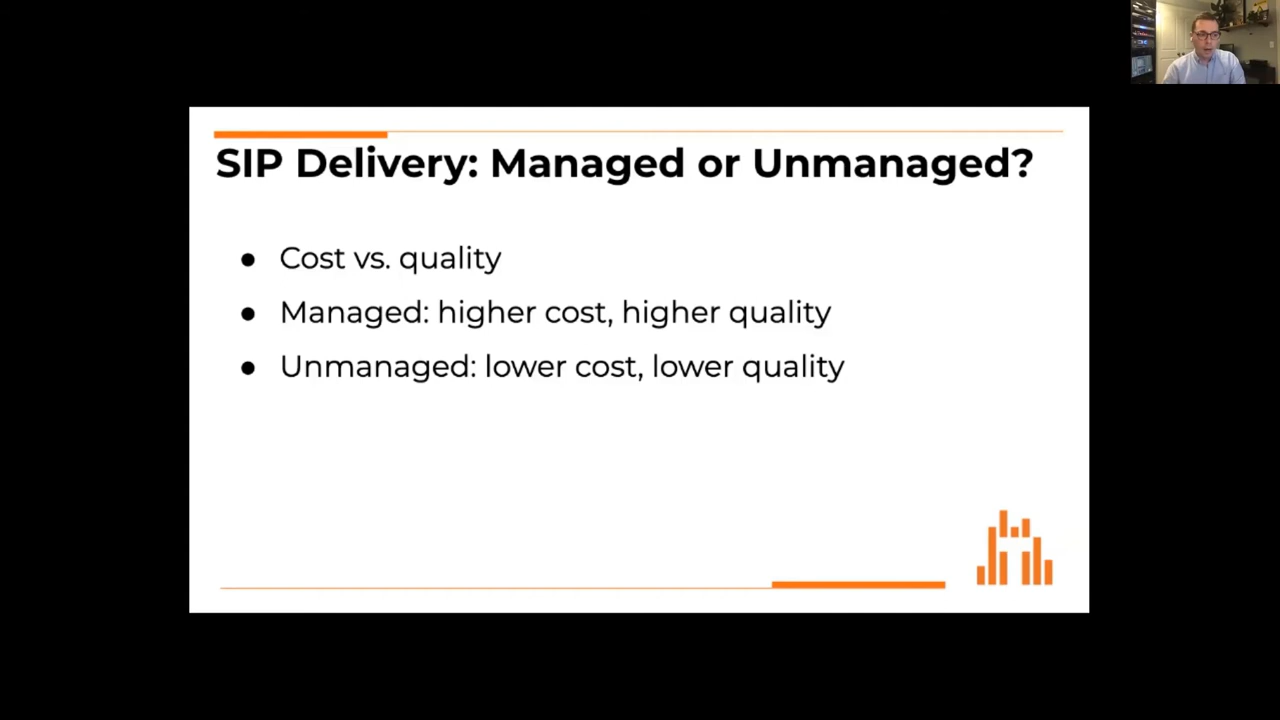 SIP Delivery: Managed or Unmanaged?
● Cost vs. quality
● Managed: higher cost, higher quality
● Unmanaged: lower cost, lower quality